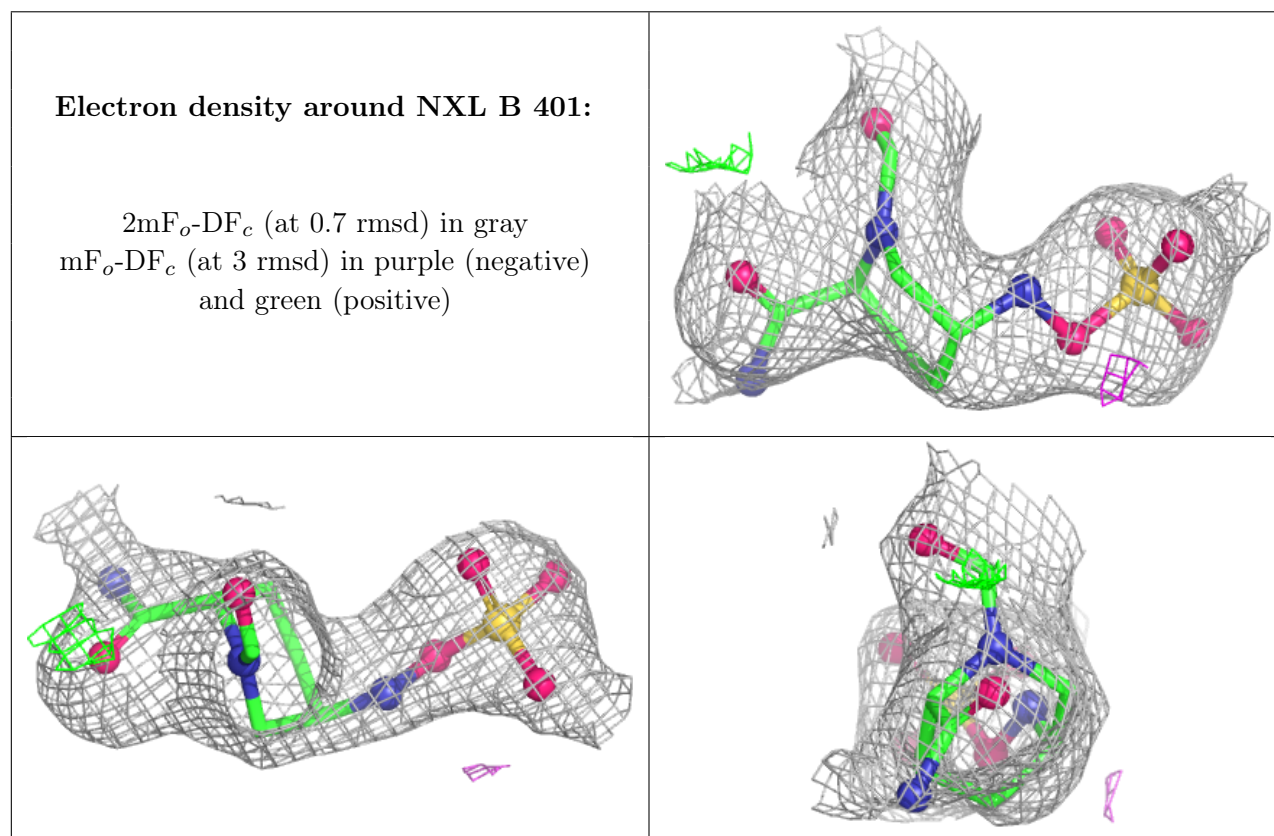 Electron density around NXL B 401:
2mFₒ-DF𝒸 (at 0.7 rmsd) in gray
mFₒ-DF𝒸 (at 3 rmsd) in purple (negative)
and green (positive)